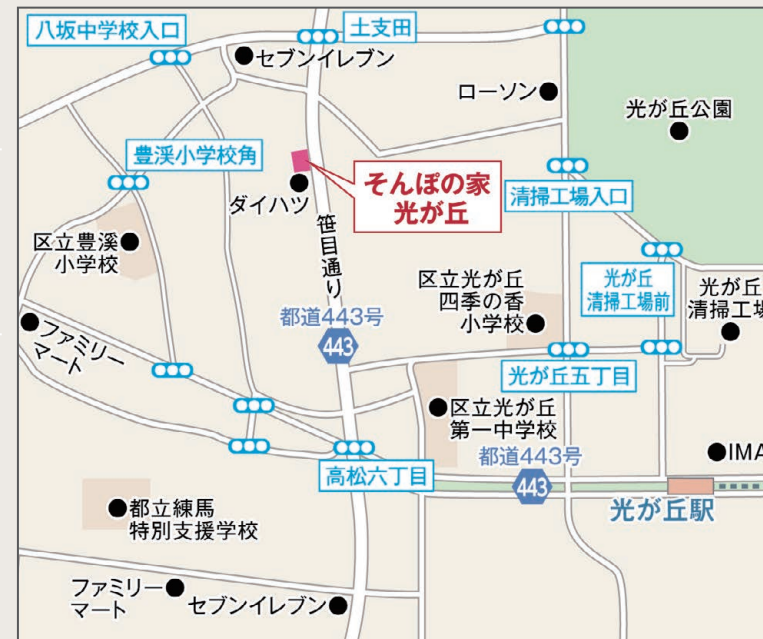 八坂中学校入口
土支田
セブンイレブン
ローソン
光が丘公園
豊渓小学校角
そんぽの家
光が丘
清掃工場入口
ダイハツ
笹目通り
区立豊渓
小学校
区立光が丘
四季の香
小学校
光が丘
清掃工場前
光が丘
清掃工場
都道443号
443
ファミリー
マート
光が丘五丁目
区立光が丘
第一中学校
都道443号
443
IMA
高松六丁目
光が丘駅
都立練馬
特別支援学校
ファミリー
マート
セブンイレブン